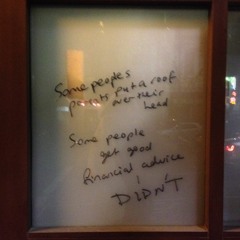 Some peoples
parents put a roof
over their
head
Some people
get good
financial advice
I
DIDN'T